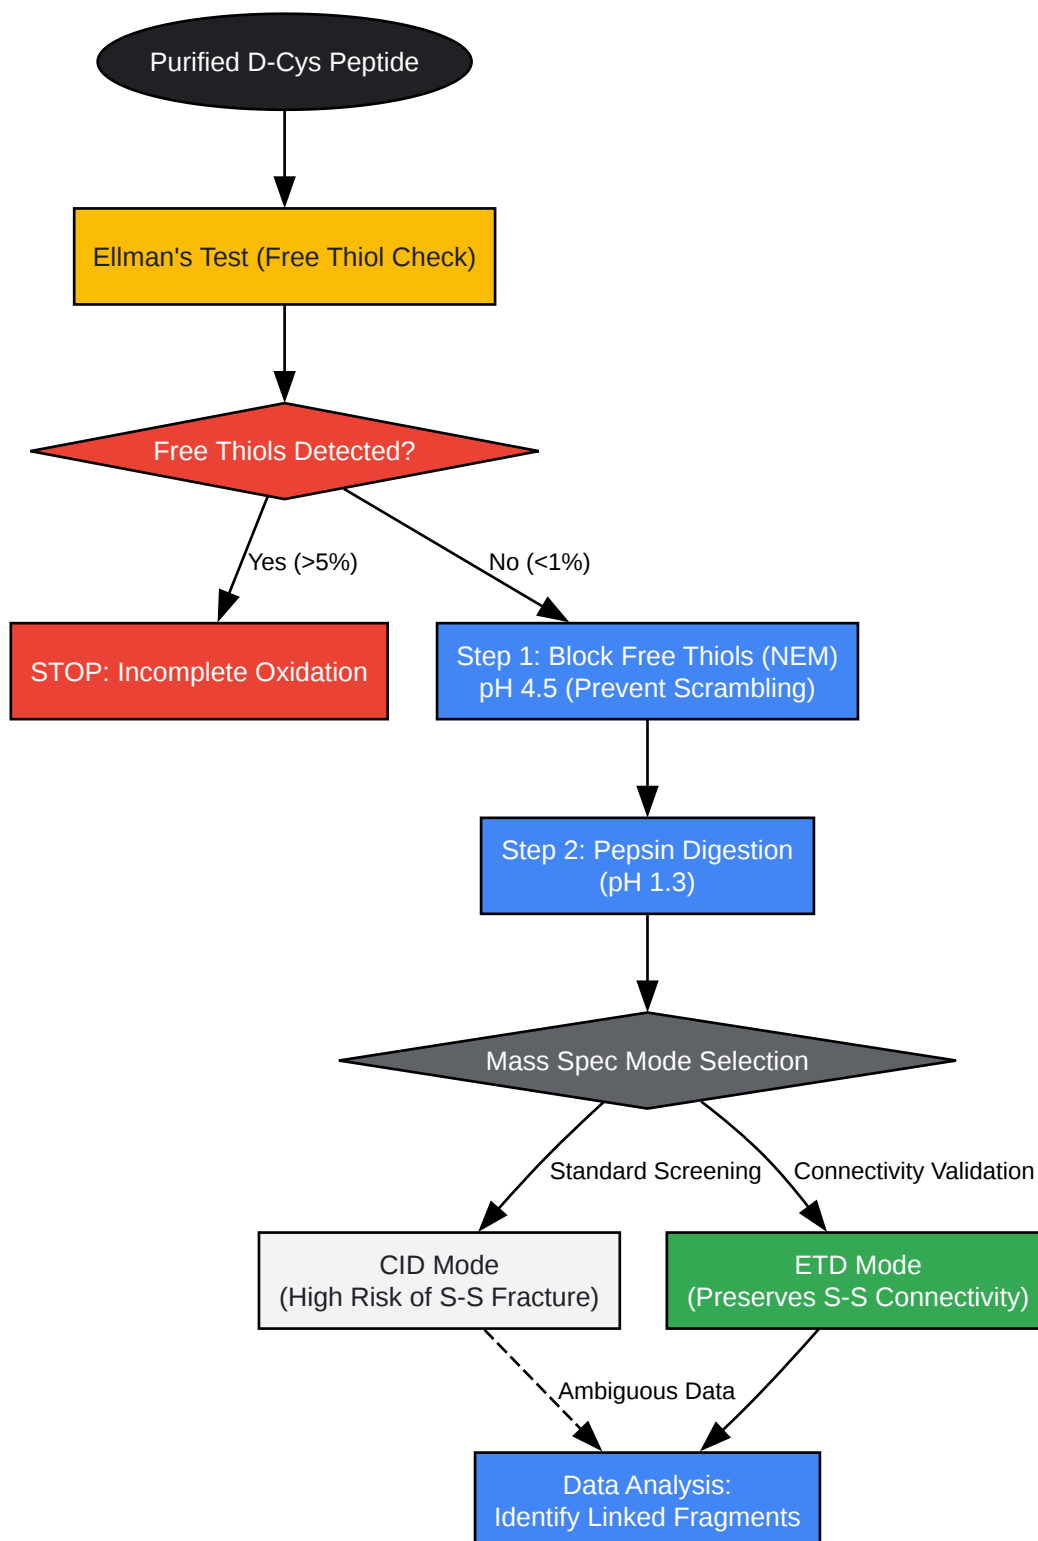 Purified D-Cys Peptide
Ellman's Test (Free Thiol Check)
Free Thiols Detected?
Yes (>5%)
No (<1%)
STOP: Incomplete Oxidation
Step 1: Block Free Thiols (NEM)
pH 4.5 (Prevent Scrambling)
Step 2: Pepsin Digestion
(pH 1.3)
Mass Spec Mode Selection
Standard Screening
Connectivity Validation
CID Mode
(High Risk of S-S Fracture)
ETD Mode
(Preserves S-S Connectivity)
Ambiguous Data
Data Analysis:
Identify Linked Fragments